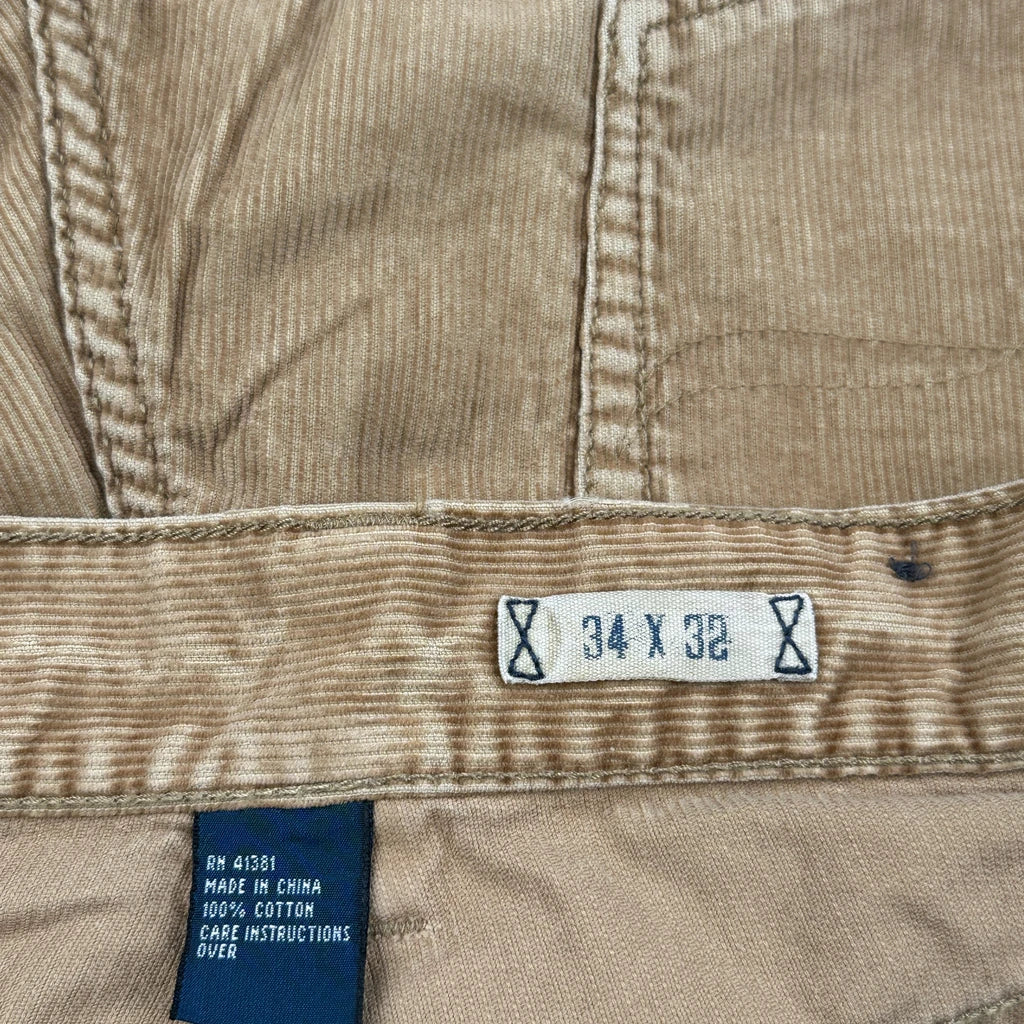 34 X 32
RN 41381
MADE IN CHINA
100% COTTON
CARE INSTRUCTIONS
OVER